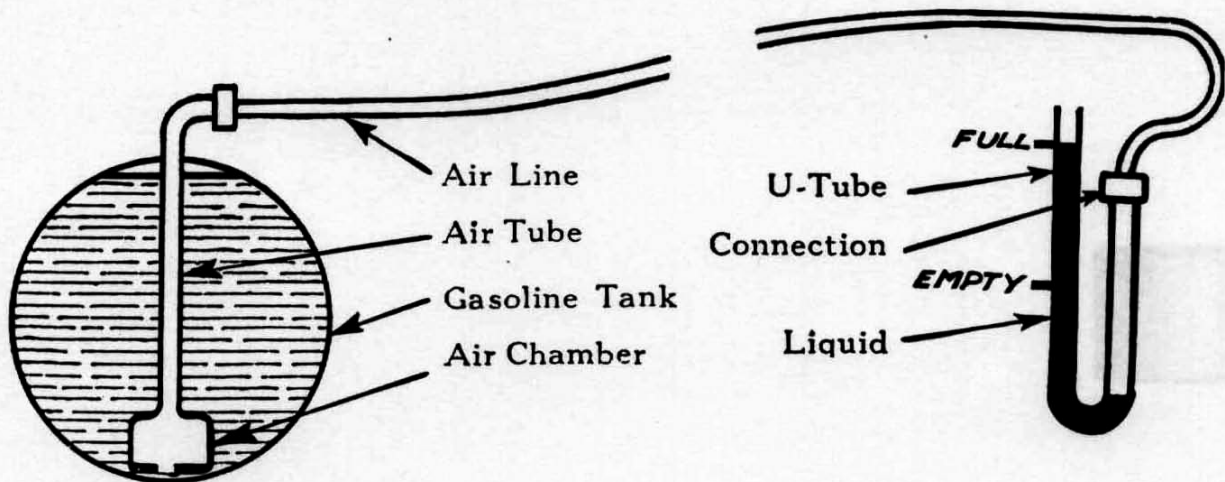 Air Line
Air Tube
Gasoline Tank
Air Chamber
FULL
U-Tube
Connection
EMPTY
Liquid